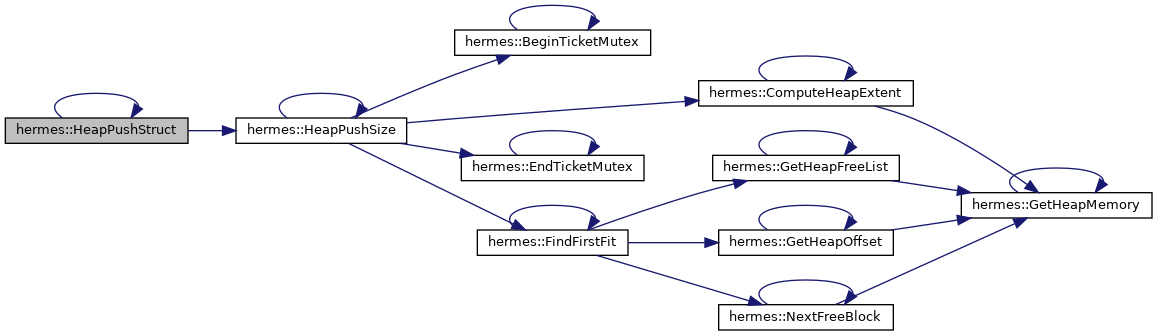 hermes::HeapPushStruct
hermes::HeapPushSize
hermes::BeginTicketMutex
hermes::ComputeHeapExtent
hermes::EndTicketMutex
hermes::GetHeapFreeList
hermes::GetHeapMemory
hermes::FindFirstFit
hermes::GetHeapOffset
hermes::NextFreeBlock